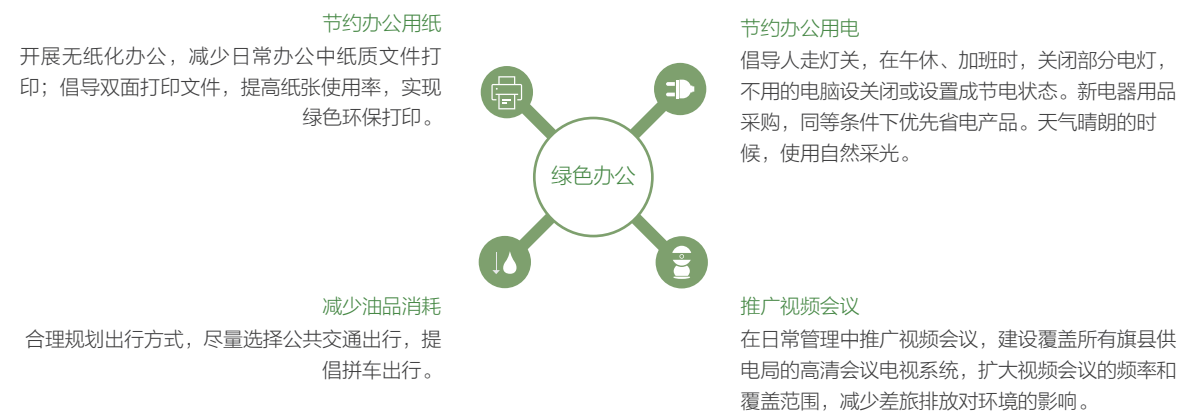 节约办公用纸
开展无纸化办公，减少日常办公中纸质文件打
印；倡导双面打印文件，提高纸张使用率，实现
绿色环保打印。
节约办公用电
倡导人走灯关，在午休、加班时，关闭部分电灯，
不用的电脑设关闭或设置成节电状态。新电器用品
采购，同等条件下优先省电产品。天气晴朗的时
候，使用自然采光。
绿色办公
减少油品消耗
合理规划出行方式，尽量选择公共交通出行，提
倡拼车出行。
推广视频会议
在日常管理中推广视频会议，建设覆盖所有旗县供
电局的高清会议电视系统，扩大视频会议的频率和
覆盖范围，减少差旅排放对环境的影响。